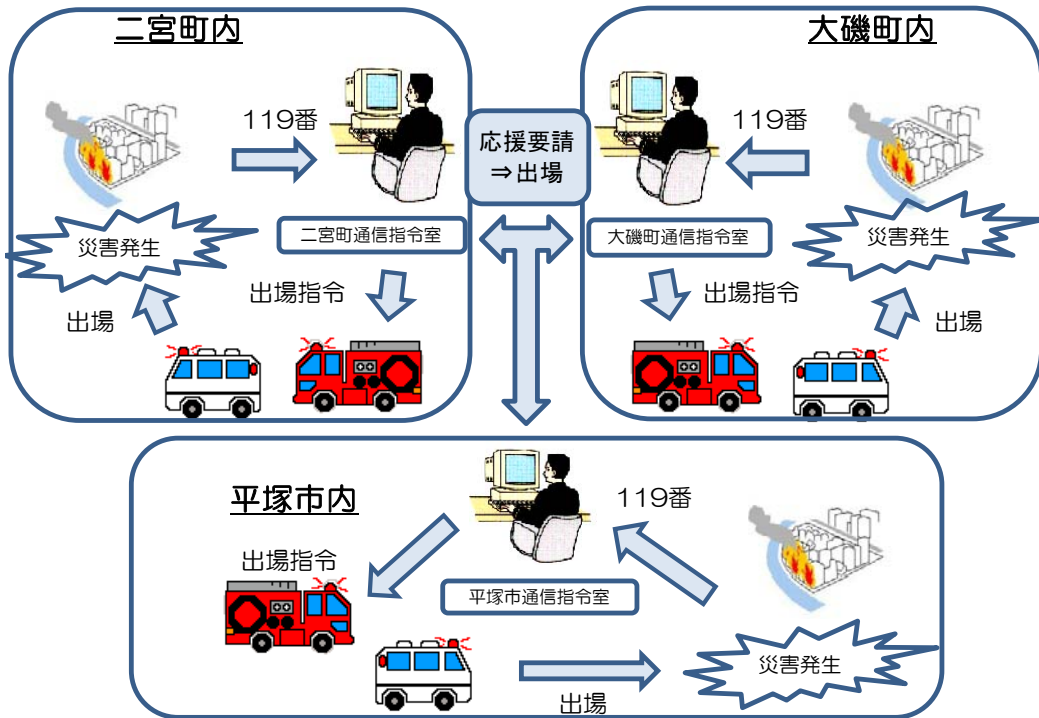 二宮町内
119番
二宮町通信指令室
災害発生
出場指令
出場
応援要請
⇒出場
大磯町内
119番
大磯町通信指令室
災害発生
出場指令
出場
平塚市内
119番
出場指令
平塚市通信指令室
災害発生
出場